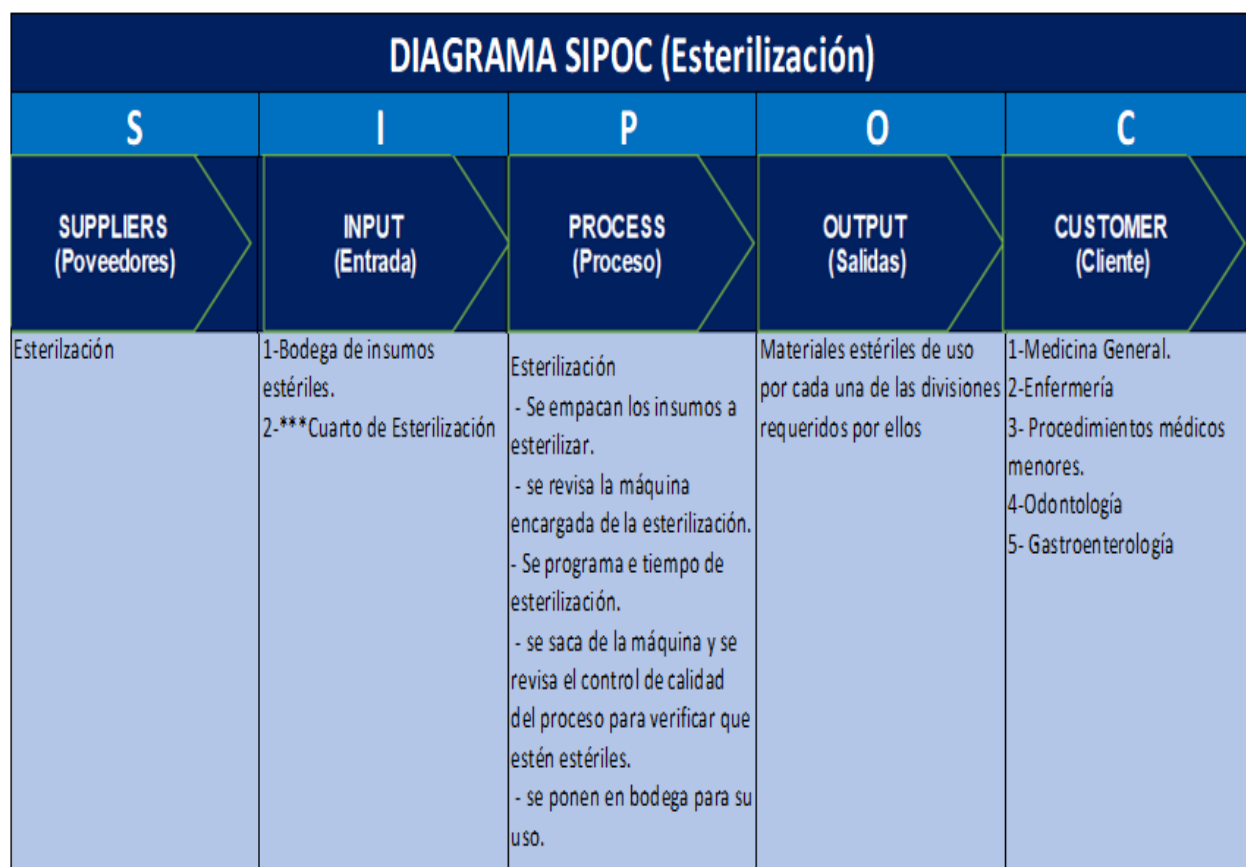 DIAGRAMA SIPOC (Esterilización)
S
I
P
O
C
SUPPLIERS
(Poveedores)
INPUT
(Entrada)
PROCESS
(Proceso)
OUTPUT
(Salidas)
CUSTOMER
(Cliente)
Esterilzación
1-Bodega de insumos
estériles.
2-***Cuarto de Esterilización
Esterilización
- Se empacan los insumos a
esterilizar.
- se revisa la máquina
encargada de la esterilización.
- Se programa e tiempo de
esterilización.
- se saca de la máquina y se
revisa el control de calidad
del proceso para verificar que
estén estériles.
- se ponen en bodega para su
uso.
Materiales estériles de uso
por cada una de las divisiones
requeridos por ellos
1-Medicina General.
2-Enfermería
3- Procedimientos médicos
menores.
4-Odontología
5- Gastroenterología